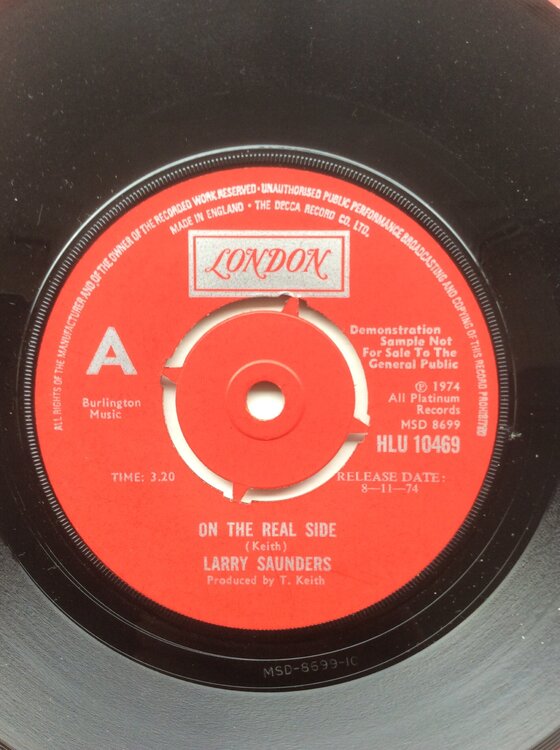 ALL RIGHTS OF THE MANUFACTURER AND OF THE OWNER OF THE RECORDED WORK RESERVED · UNAUTHORISED PUBLIC PERFORMANCE BROADCASTING AND COPYING OF THIS RECORD PROHIBITED
MADE IN ENGLAND · THE DECCA RECORD CO. LTD.
LONDON
A
Demonstration
Sample Not
For Sale To The
General Public
Burlington
Music
℗ 1974
All Platinum
Records
MSD 8699
HLU 10469
TIME: 3.20
RELEASE DATE:
8—11—74
ON THE REAL SIDE
(Keith)
LARRY SAUNDERS
Produced by T. Keith
MSD-8699-1C